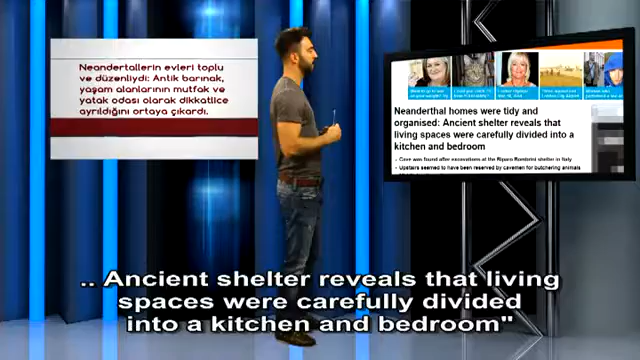 Neandertallerin evleri toplu
ve düzenliydi: Antik barınak,
yaşam alanlarının mutfak ve
yatak odası olarak dikkatlice
ayrıldığını ortaya çıkardı.
Neanderthal homes were tidy and
organised: Ancient shelter reveals that
living spaces were carefully divided into a
kitchen and bedroom
Cave was found after excavations at the Riparo Bombrini shelter in Italy
Upstairs seemed to have been reserved by cavemen for butchering animals
.. Ancient shelter reveals that living
spaces were carefully divided
into a kitchen and bedroom"